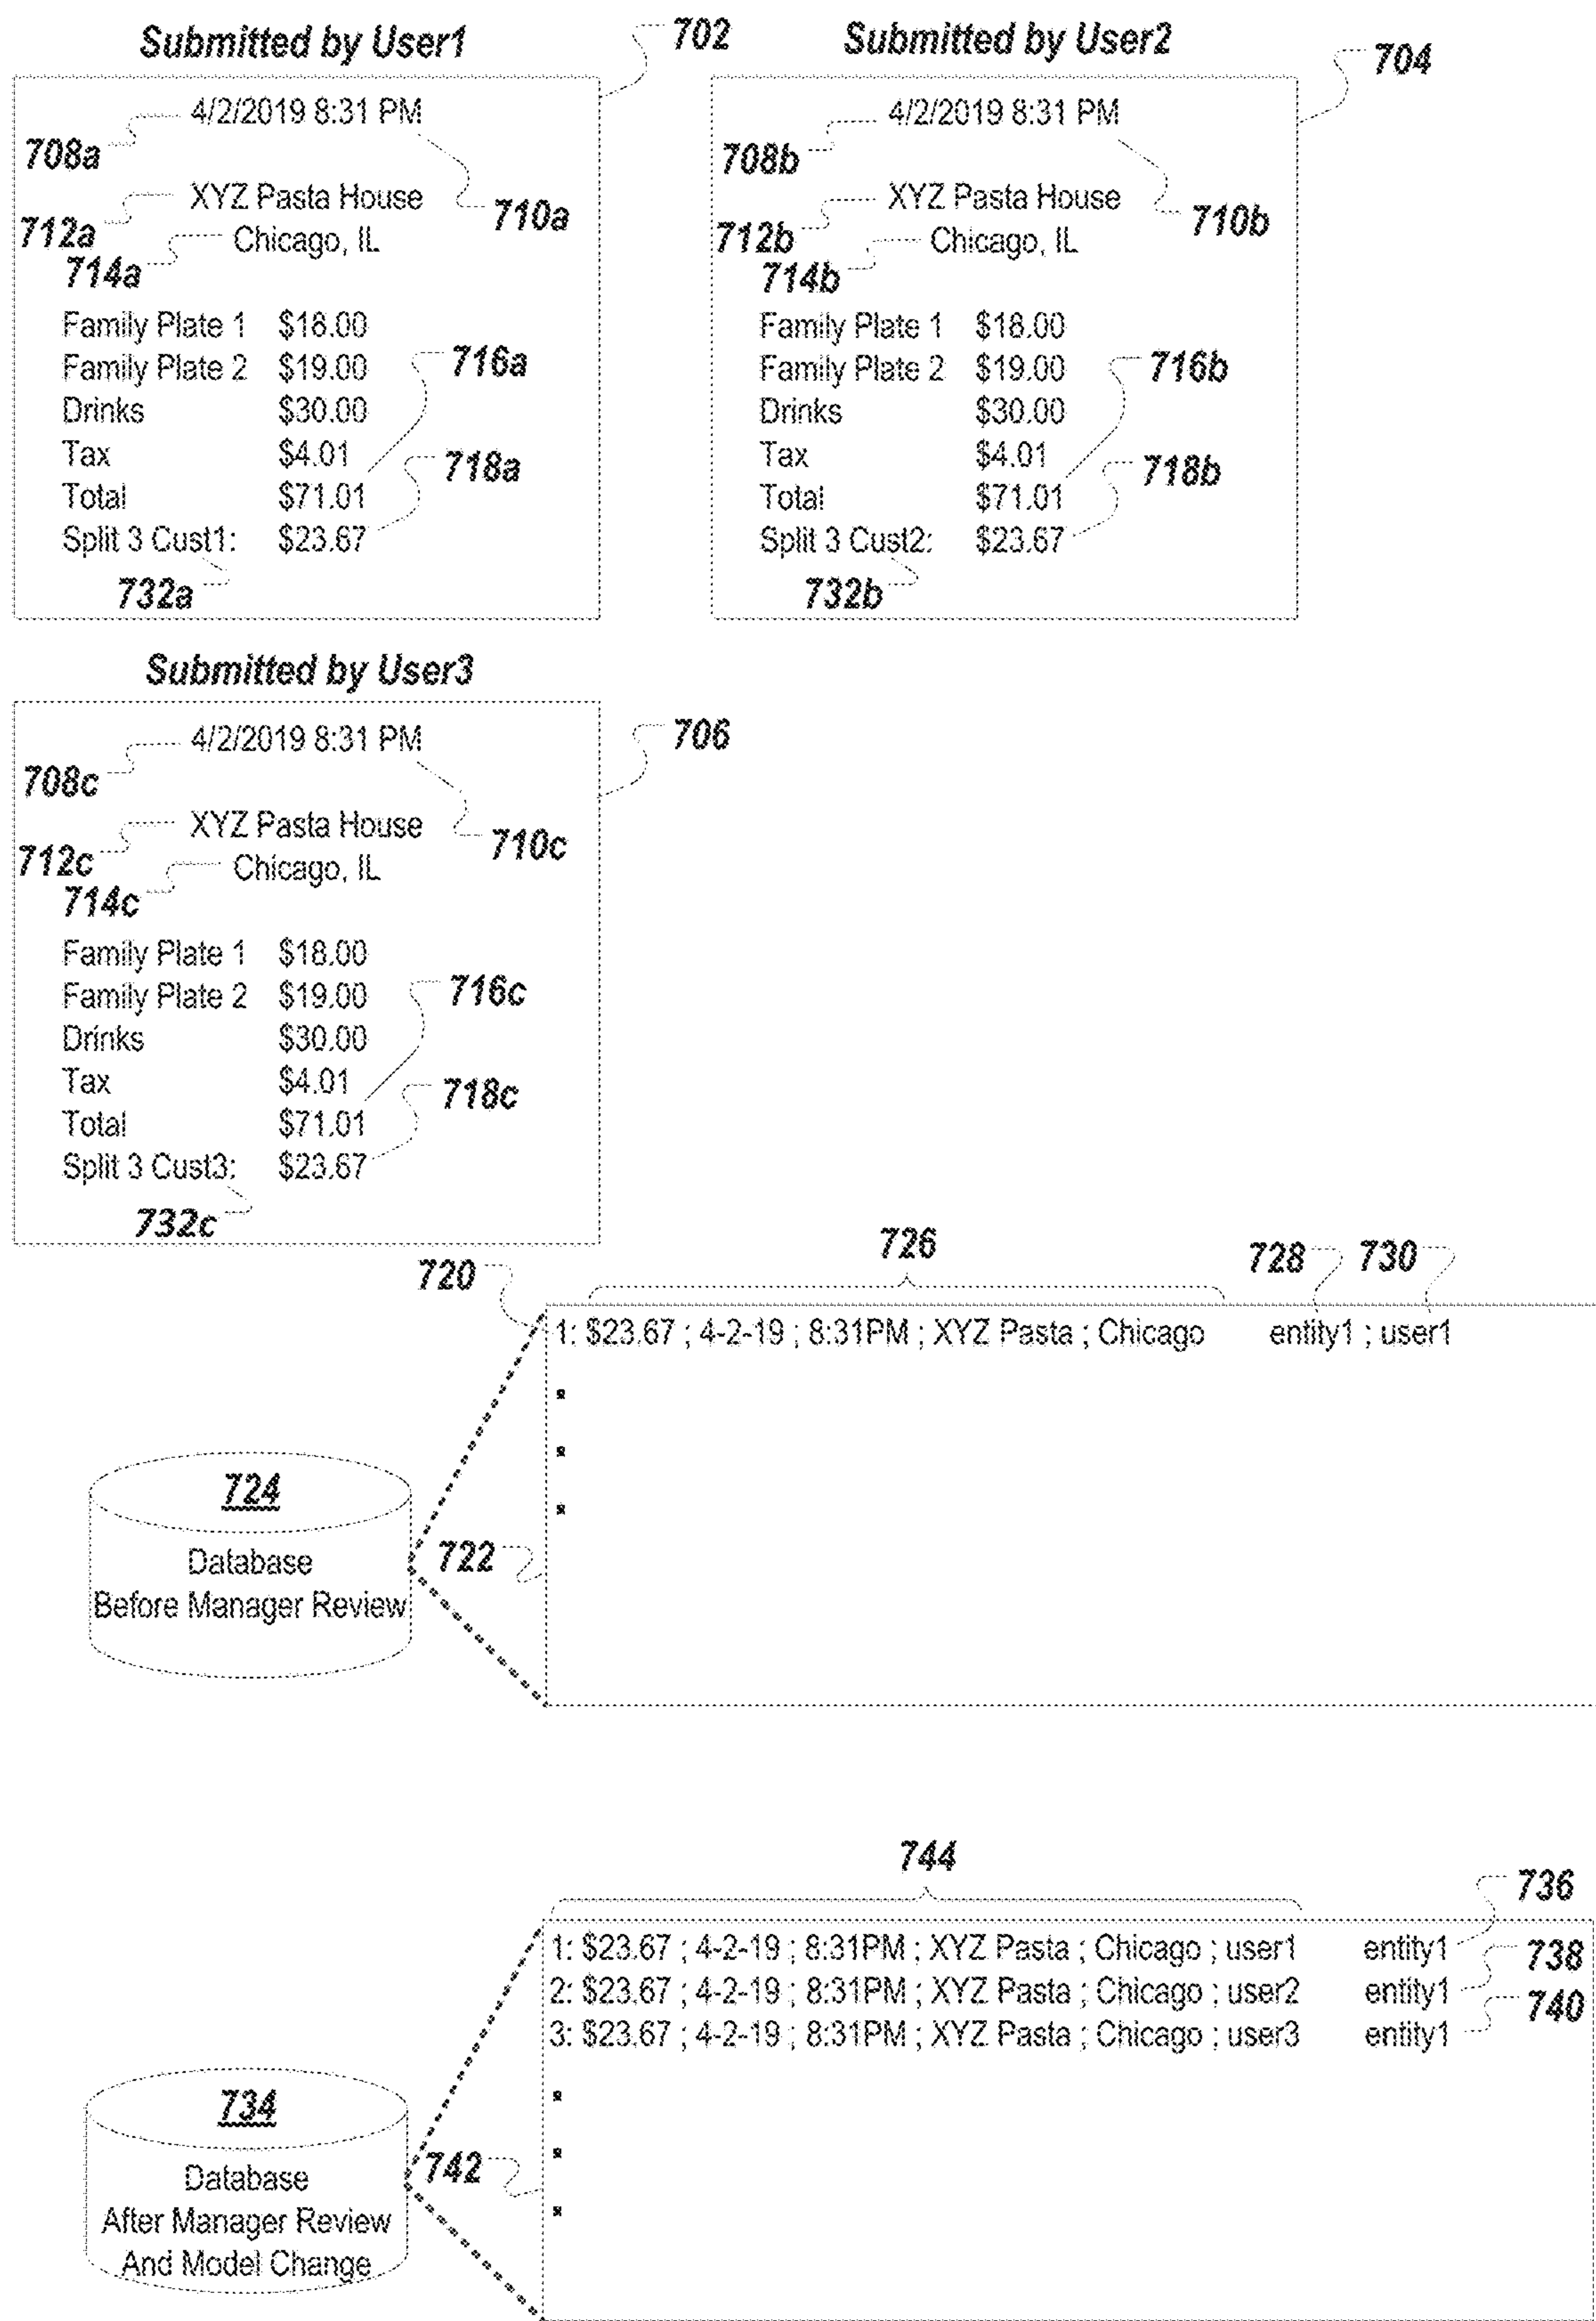 Submitted by User1
702
4/2/2019 8:31 PM
708a
XYZ Pasta House
710a
712a
Chicago, IL
714a
Family Plate 1 $18.00
716a
Family Plate 2 $19.00
Drinks $30.00
Tax $4.01
718a
Total $71.01
Split 3 Cust1: $23.67
732a
Submitted by User2
704
4/2/2019 8:31 PM
708b
XYZ Pasta House
710b
712b
Chicago, IL
714b
Family Plate 1 $18.00
716b
Family Plate 2 $19.00
Drinks $30.00
Tax $4.01
718b
Total $71.01
Split 3 Cust2: $23.67
732b
Submitted by User3
706
4/2/2019 8:31 PM
708c
XYZ Pasta House
710c
712c
Chicago, IL
714c
Family Plate 1 $18.00
716c
Family Plate 2 $19.00
Drinks $30.00
Tax $4.01
718c
Total $71.01
Split 3 Cust3: $23.67
732c
726
728 730
720
1: $23.67 ; 4-2-19 ; 8:31PM ; XYZ Pasta ; Chicago entity1 ; user1
724
722
Database
Before Manager Review
744
736
1: $23.67 ; 4-2-19 ; 8:31PM ; XYZ Pasta ; Chicago ; user1 entity1
738
2: $23.67 ; 4-2-19 ; 8:31PM ; XYZ Pasta ; Chicago ; user2 entity1
740
3: $23.67 ; 4-2-19 ; 8:31PM ; XYZ Pasta ; Chicago ; user3 entity1
734
742
Database
After Manager Review
And Model Change